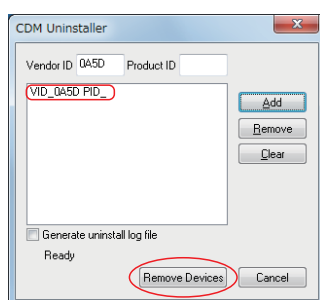 CDM Uninstaller
Vendor ID 0A5D Product ID
VID_0A5D PID_
Add
Remove
Clear
Generate uninstall log file
Ready
Remove Devices Cancel